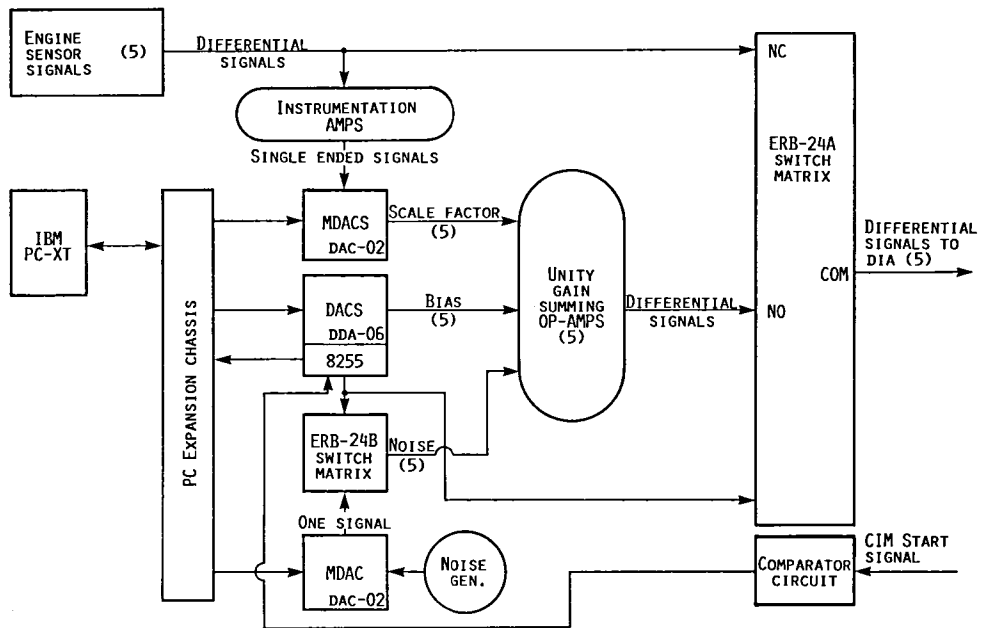 ENGINE
SENSOR (5)
SIGNALS
DIFFERENTIAL
SIGNALS
NC
INSTRUMENTATION
AMPS
SINGLE ENDED SIGNALS
ERB-24A
SWITCH
MATRIX
IBM
PC-XT
PC EXPANSION CHASSIS
MDACS
DAC-02
SCALE FACTOR
(5)
DACS
DDA-06
8255
BIAS
(5)
UNITY
GAIN
SUMMING
OP-AMPS
(5)
DIFFERENTIAL
SIGNALS
NO
COM
DIFFERENTIAL
SIGNALS TO
DIA (5)
ERB-24B
SWITCH
MATRIX
NOISE
(5)
ONE SIGNAL
MDAC
DAC-02
NOISE
GEN.
COMPARATOR
CIRCUIT
CIM START
SIGNAL